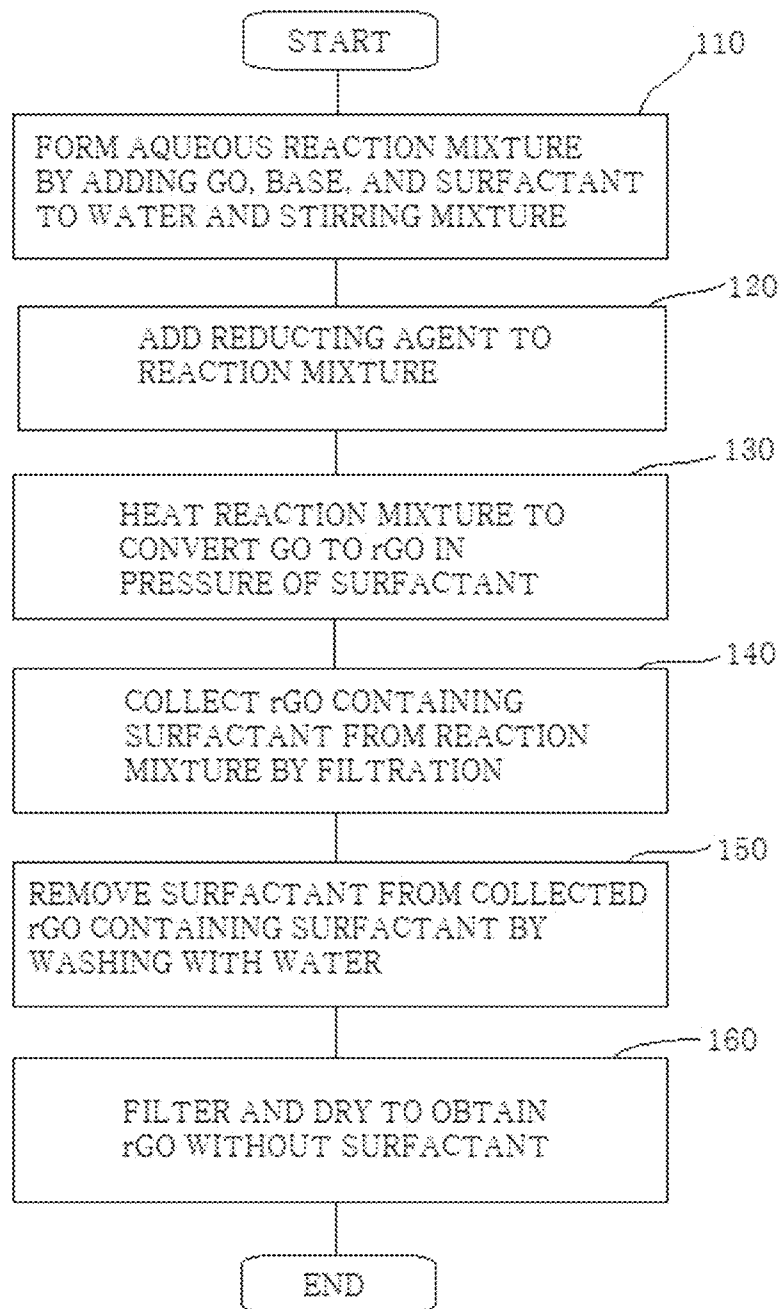 START
110
FORM AQUEOUS REACTION MIXTURE
BY ADDING GO, BASE, AND SURFACTANT
TO WATER AND STIRRING MIXTURE
120
ADD REDUCTING AGENT TO
REACTION MIXTURE
130
HEAT REACTION MIXTURE TO
CONVERT GO TO rGO IN
PRESSURE OF SURFACTANT
140
COLLECT rGO CONTAINING
SURFACTANT FROM REACTION
MIXTURE BY FILTRATION
150
REMOVE SURFACTANT FROM COLLECTED
rGO CONTAINING SURFACTANT BY
WASHING WITH WATER
160
FILTER AND DRY TO OBTAIN
rGO WITHOUT SURFACTANT
END